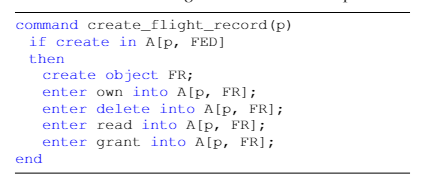 command create_flight_record(p)
if create in A[p, FED]
then
create object FR;
enter own into A[p, FR];
enter delete into A[p, FR];
enter read into A[p, FR];
enter grant into A[p, FR];
end